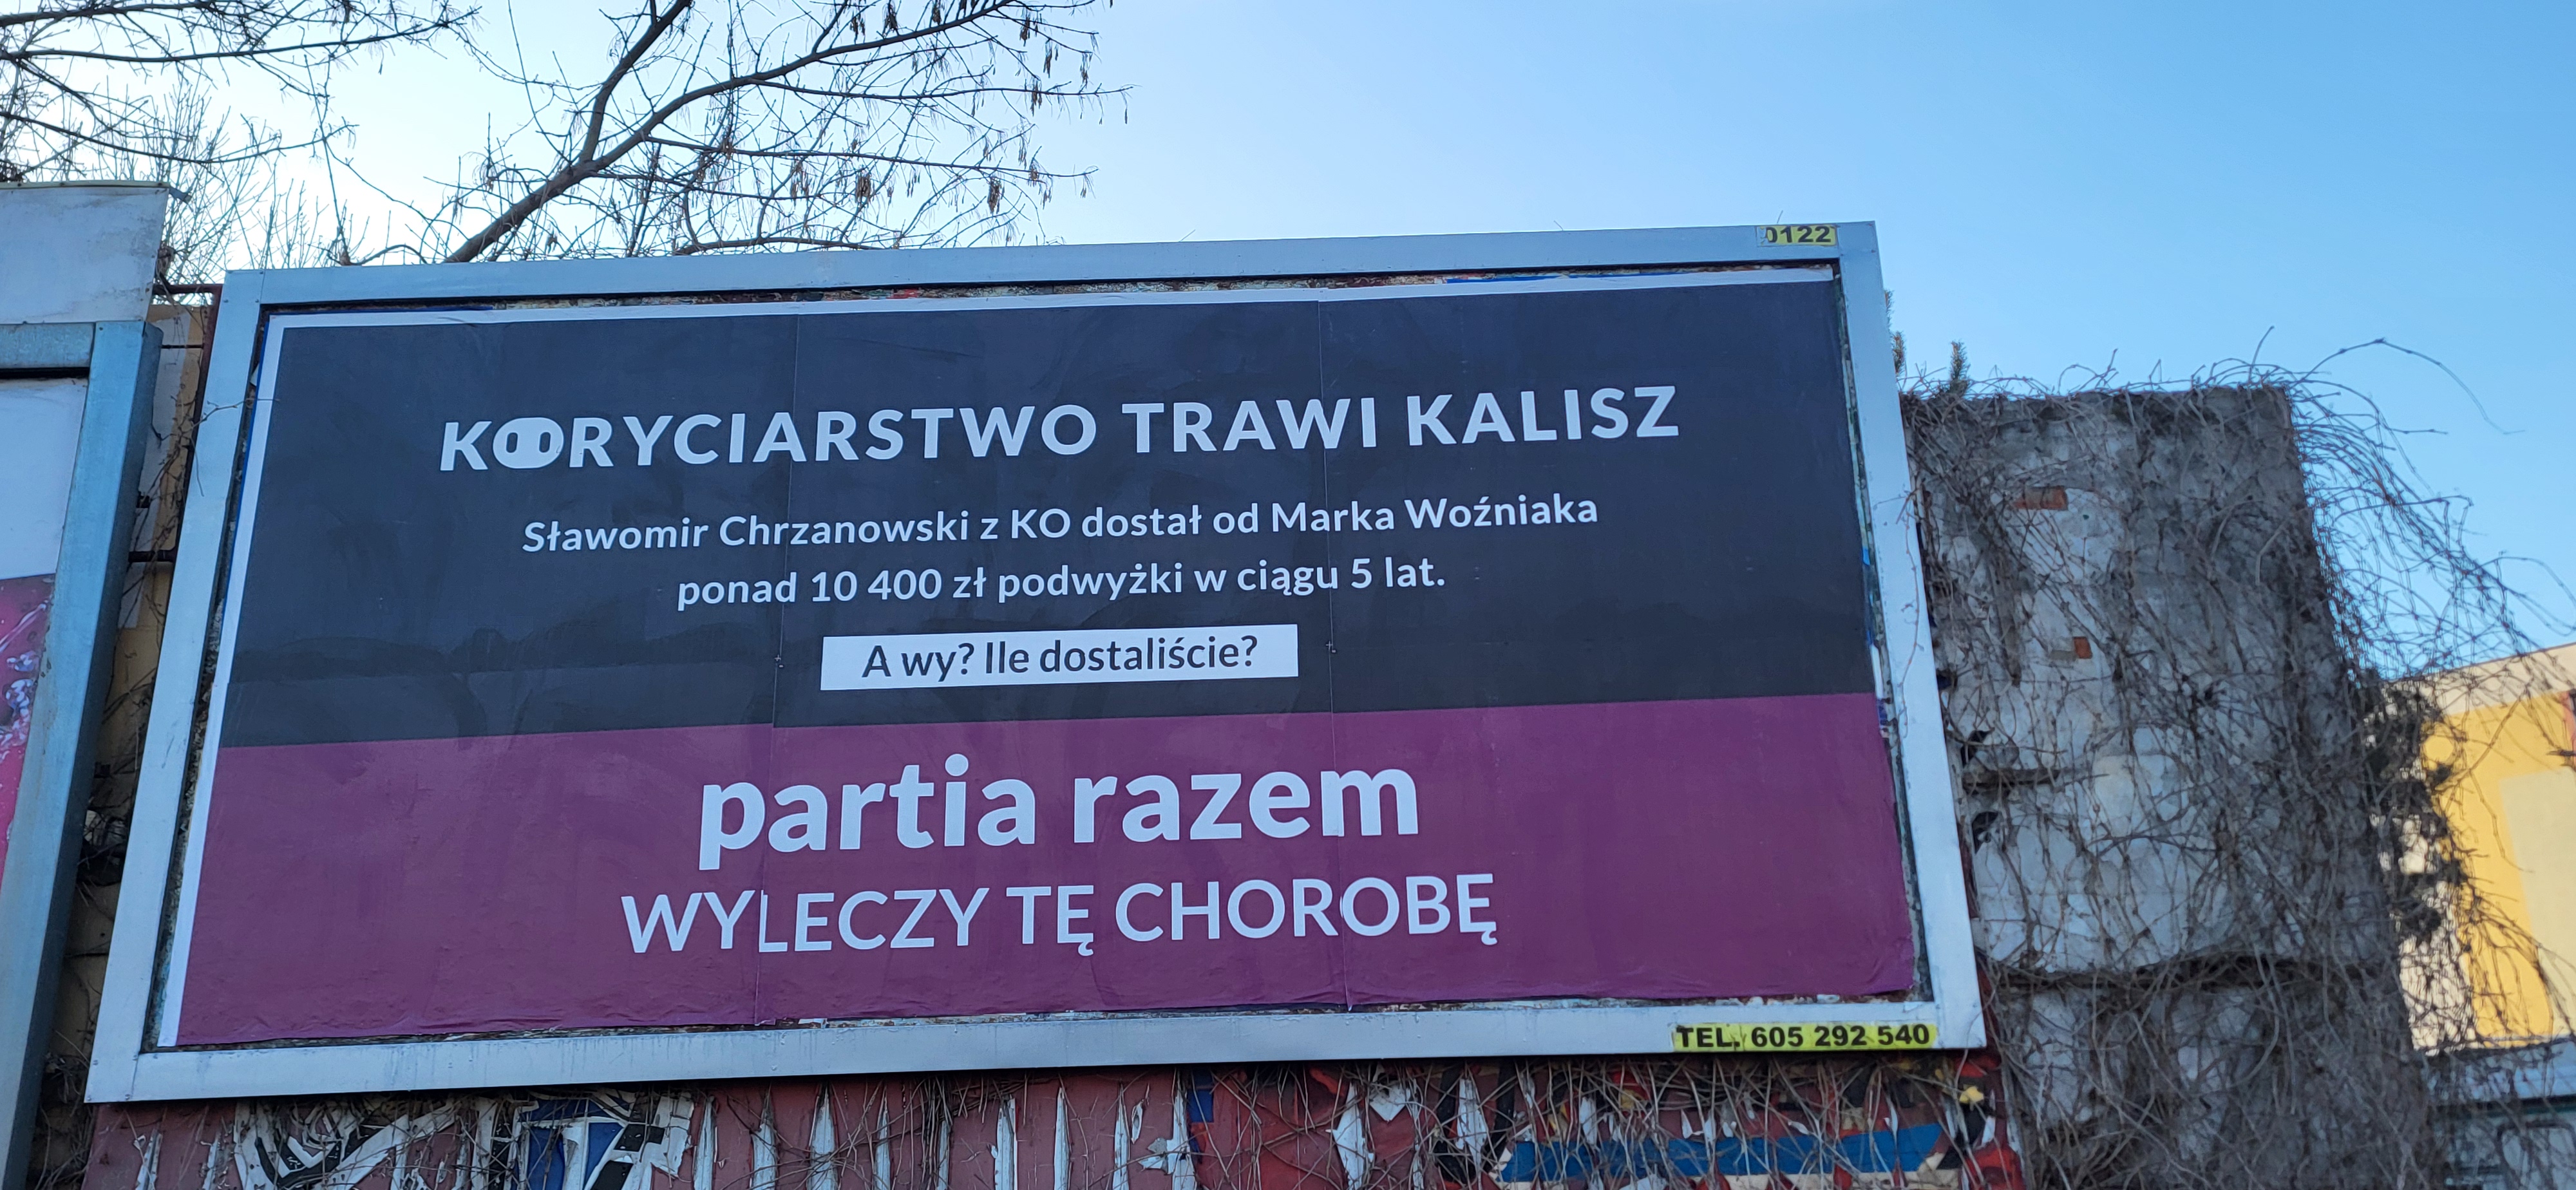 0122
KORYCIARSTWO TRAWI KALISZ
Sławomir Chrzanowski z KO dostał od Marka Woźniaka
ponad 10 400 zł podwyżki w ciągu 5 lat.
A wy? Ile dostaliście?
partia razem
WYLECZY TĘ CHOROBĘ
TEL. 605 292 540